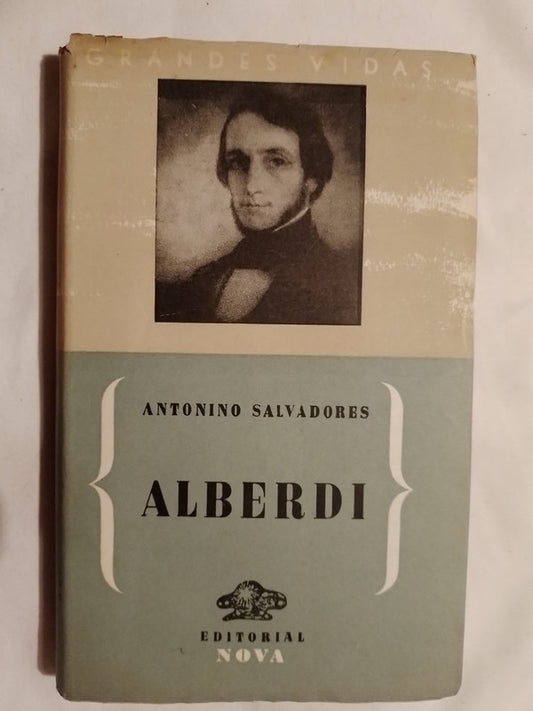 GRANDES VIDAS
ANTONINO SALVADORES
ALBERDI
EDITORIAL
NOVA